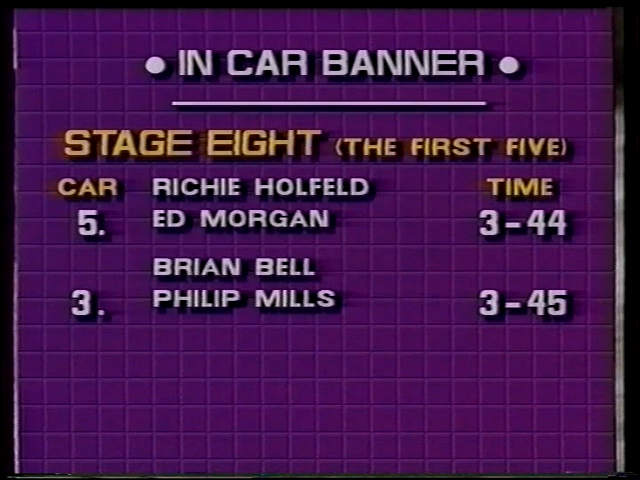 • IN CAR BANNER •
STAGE EIGHT (THE FIRST FIVE)
CAR RICHIE HOLFELD TIME
5. ED MORGAN 3-44
BRIAN BELL
3. PHILIP MILLS 3-45